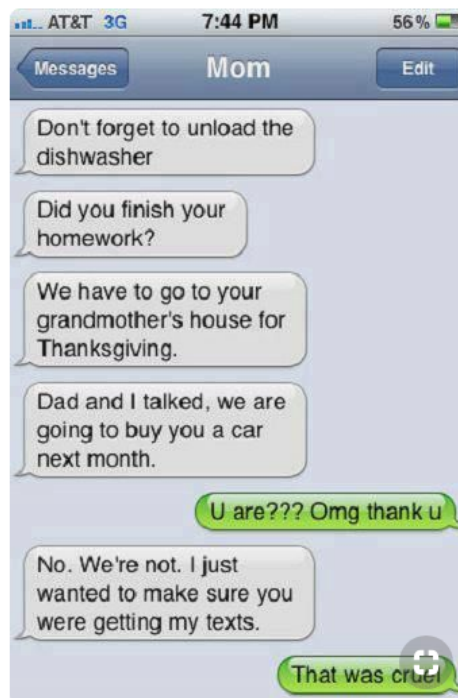 AT&T 3G 7:44 PM 56%
Messages Mom Edit
Don't forget to unload the
dishwasher
Did you finish your
homework?
We have to go to your
grandmother's house for
Thanksgiving.
Dad and I talked, we are
going to buy you a car
next month.
U are??? Omg thank u
No. We're not. I just
wanted to make sure you
were getting my texts.
That was cruel